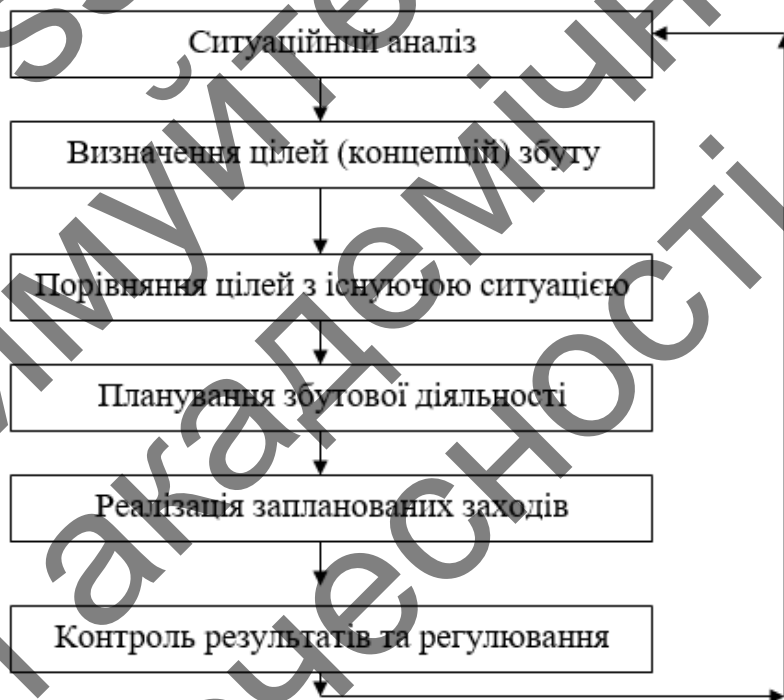 Ситуаційний аналіз
Визначення цілей (концепцій) збуту
Порівняння цілей з існуючою ситуацією
Планування збутової діяльності
Реалізація запланованих заходів
Контроль результатів та регулювання